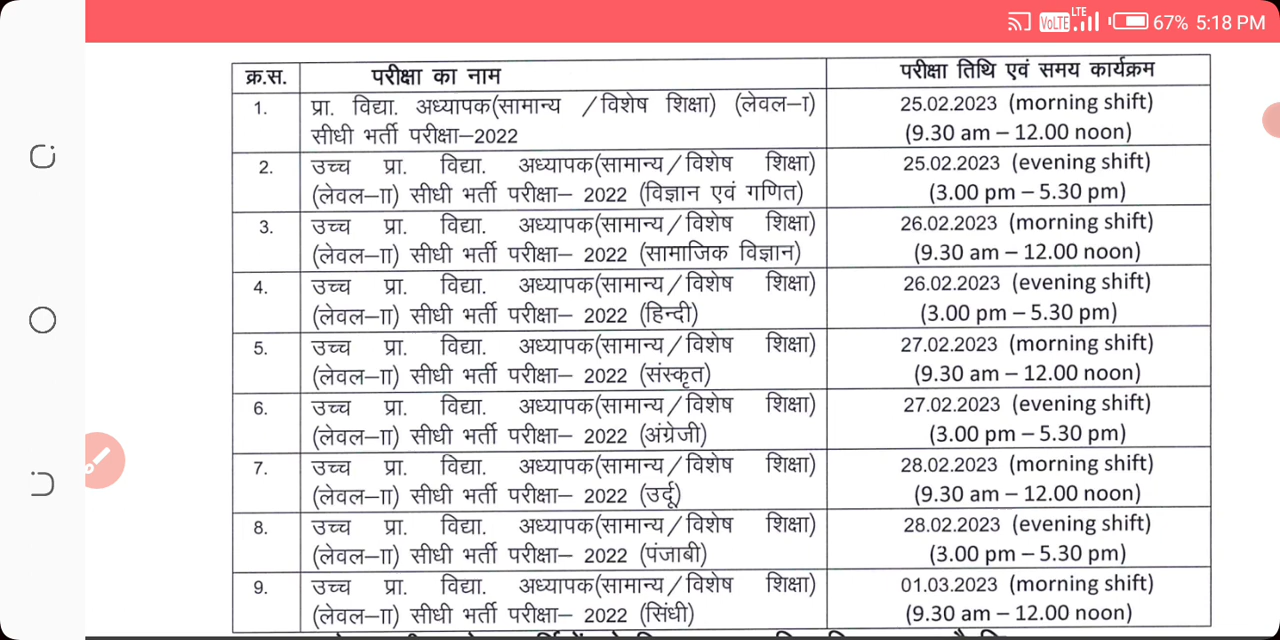 LTE
VoLTE 67% 5:18 PM
क्र.स. परीक्षा का नाम परीक्षा तिथि एवं समय कार्यक्रम
1. प्रा. विद्या. अध्यापक(सामान्य /विशेष शिक्षा) (लेवल–I) 25.02.2023 (morning shift)
सीधी भर्ती परीक्षा–2022 (9.30 am – 12.00 noon)
2. उच्च प्रा. विद्या. अध्यापक(सामान्य/विशेष शिक्षा) 25.02.2023 (evening shift)
(लेवल–II) सीधी भर्ती परीक्षा– 2022 (विज्ञान एवं गणित) (3.00 pm – 5.30 pm)
3. उच्च प्रा. विद्या. अध्यापक(सामान्य/विशेष शिक्षा) 26.02.2023 (morning shift)
(लेवल–II) सीधी भर्ती परीक्षा– 2022 (सामाजिक विज्ञान) (9.30 am – 12.00 noon)
4. उच्च प्रा. विद्या. अध्यापक(सामान्य/विशेष शिक्षा) 26.02.2023 (evening shift)
(लेवल–II) सीधी भर्ती परीक्षा– 2022 (हिन्दी) (3.00 pm – 5.30 pm)
5. उच्च प्रा. विद्या. अध्यापक(सामान्य/विशेष शिक्षा) 27.02.2023 (morning shift)
(लेवल–II) सीधी भर्ती परीक्षा– 2022 (संस्कृत) (9.30 am – 12.00 noon)
6. उच्च प्रा. विद्या. अध्यापक(सामान्य/विशेष शिक्षा) 27.02.2023 (evening shift)
(लेवल–II) सीधी भर्ती परीक्षा– 2022 (अंग्रेजी) (3.00 pm – 5.30 pm)
7. उच्च प्रा. विद्या. अध्यापक(सामान्य/विशेष शिक्षा) 28.02.2023 (morning shift)
(लेवल–II) सीधी भर्ती परीक्षा– 2022 (उर्दू) (9.30 am – 12.00 noon)
8. उच्च प्रा. विद्या. अध्यापक(सामान्य/विशेष शिक्षा) 28.02.2023 (evening shift)
(लेवल–II) सीधी भर्ती परीक्षा– 2022 (पंजाबी) (3.00 pm – 5.30 pm)
9. उच्च प्रा. विद्या. अध्यापक(सामान्य/विशेष शिक्षा) 01.03.2023 (morning shift)
(लेवल–II) सीधी भर्ती परीक्षा– 2022 (सिंधी) (9.30 am – 12.00 noon)